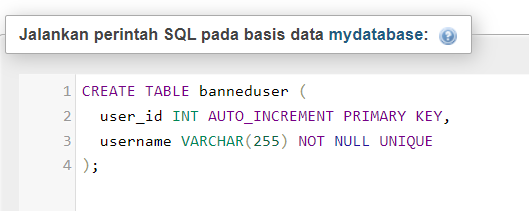 Jalankan perintah SQL pada basis data mydatabase:
1 CREATE TABLE banneduser (
2 user_id INT AUTO_INCREMENT PRIMARY KEY,
3 username VARCHAR(255) NOT NULL UNIQUE
4 );